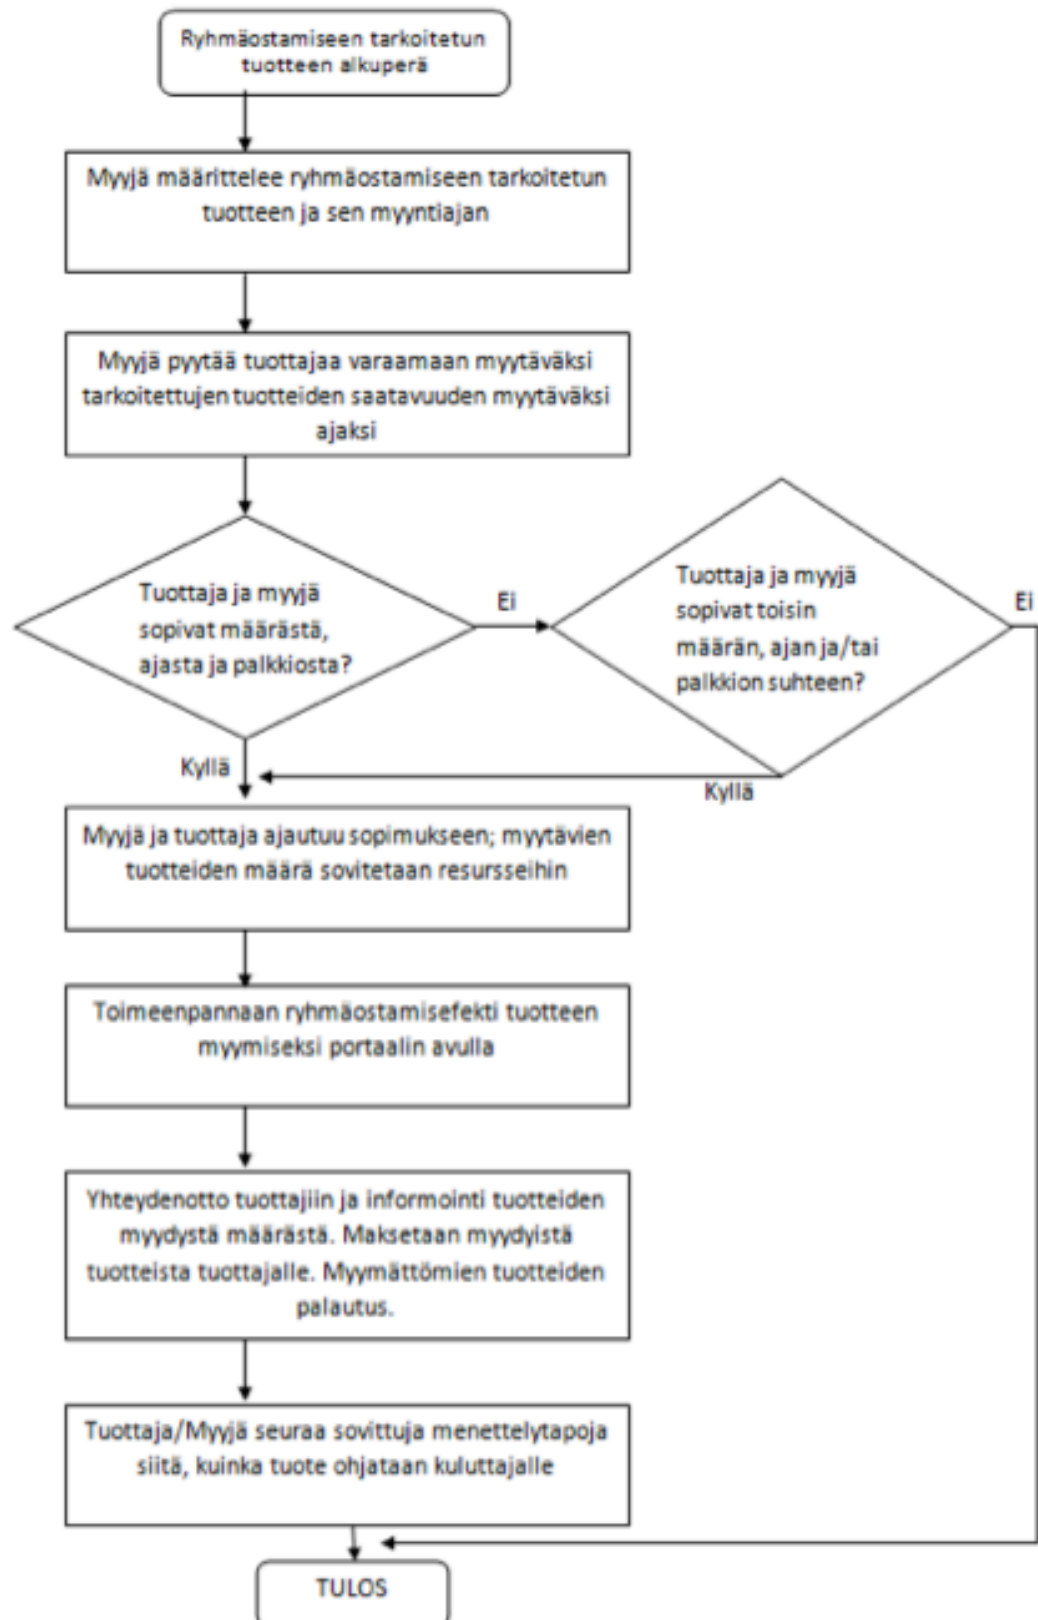 Ryhmäostamiseen tarkoitetun
tuotteen alkuperä
Myyjä määrittelee ryhmäostamiseen tarkoitetun
tuotteen ja sen myyntiajan
Myyjä pyytää tuottajaa varaamaan myytäväksi
tarkoitettujen tuotteiden saatavuuden myytäväksi
ajaksi
Tuottaja ja myyjä
sopivat määrästä,
ajasta ja palkkiosta?
Ei
Tuottaja ja myyjä
sopivat toisin
määrän, ajan ja/tai
palkkion suhteen?
Ei
Kyllä
Kyllä
Myyjä ja tuottaja ajautuu sopimukseen; myytävien
tuotteiden määrä sovitetaan resursseihin
Toimeenpannaan ryhmäostamisefekti tuotteen
myymiseksi portaalin avulla
Yhteydenotto tuottajiin ja informointi tuotteiden
myydystä määrästä. Maksetaan myydyistä
tuotteista tuottajalle. Myymättömien tuotteiden
palautus.
Tuottaja/Myyjä seuraa sovittuja menettelytapoja
siitä, kuinka tuote ohjataan kuluttajalle
TULOS